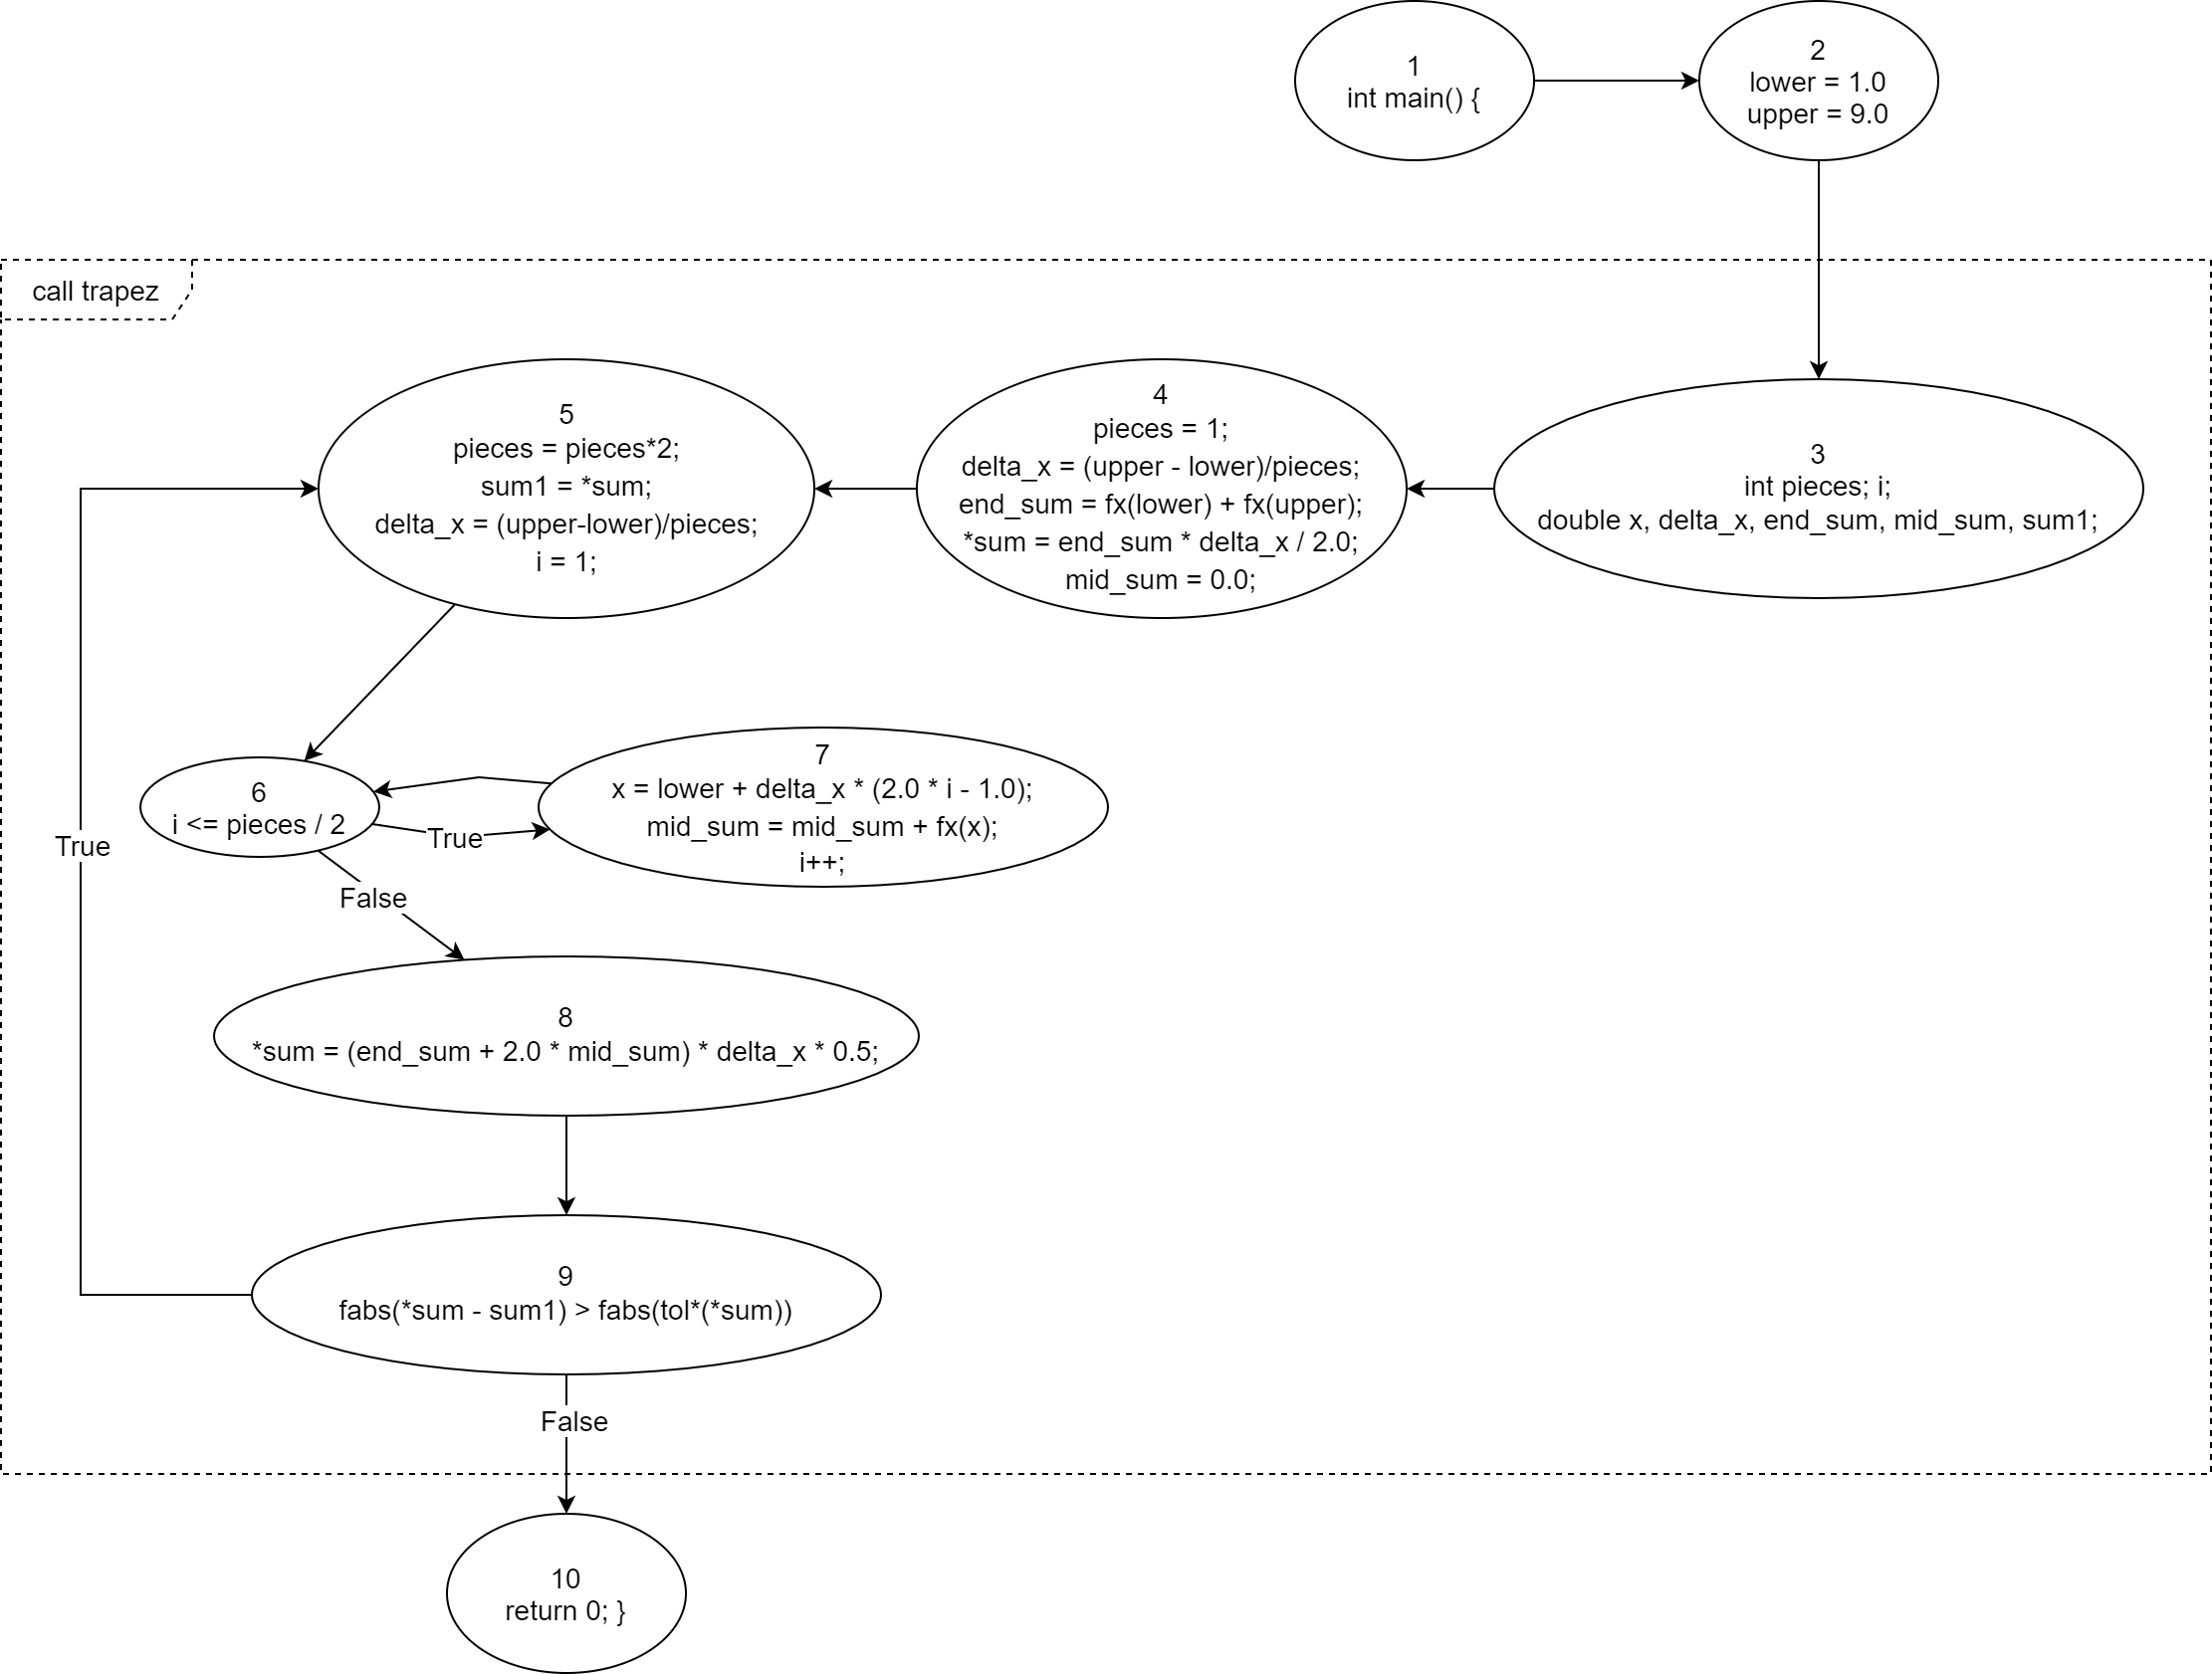 1
int main() {
2
lower = 1.0
upper = 9.0
call trapez
3
int pieces; i;
double x, delta_x, end_sum, mid_sum, sum1;
4
pieces = 1;
delta_x = (upper - lower)/pieces;
end_sum = fx(lower) + fx(upper);
*sum = end_sum * delta_x / 2.0;
mid_sum = 0.0;
5
pieces = pieces*2;
sum1 = *sum;
delta_x = (upper-lower)/pieces;
i = 1;
6
i <= pieces / 2
True
7
x = lower + delta_x * (2.0 * i - 1.0);
mid_sum = mid_sum + fx(x);
i++;
True
False
8
*sum = (end_sum + 2.0 * mid_sum) * delta_x * 0.5;
9
fabs(*sum - sum1) > fabs(tol*(*sum))
False
10
return 0; }